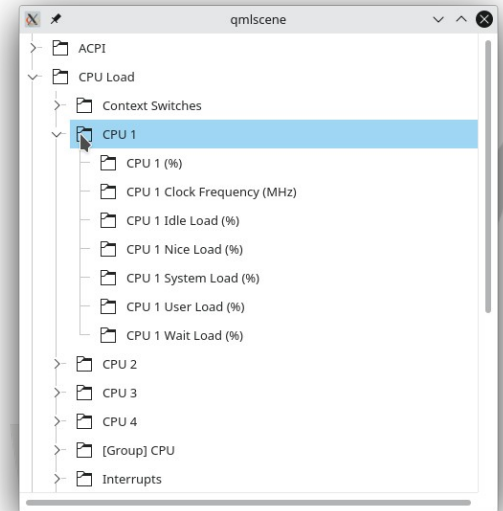 qmlscene
ACPI
CPU Load
Context Switches
CPU 1
CPU 1 (%)
CPU 1 Clock Frequency (MHz)
CPU 1 Idle Load (%)
CPU 1 Nice Load (%)
CPU 1 System Load (%)
CPU 1 User Load (%)
CPU 1 Wait Load (%)
CPU 2
CPU 3
CPU 4
[Group] CPU
Interrupts